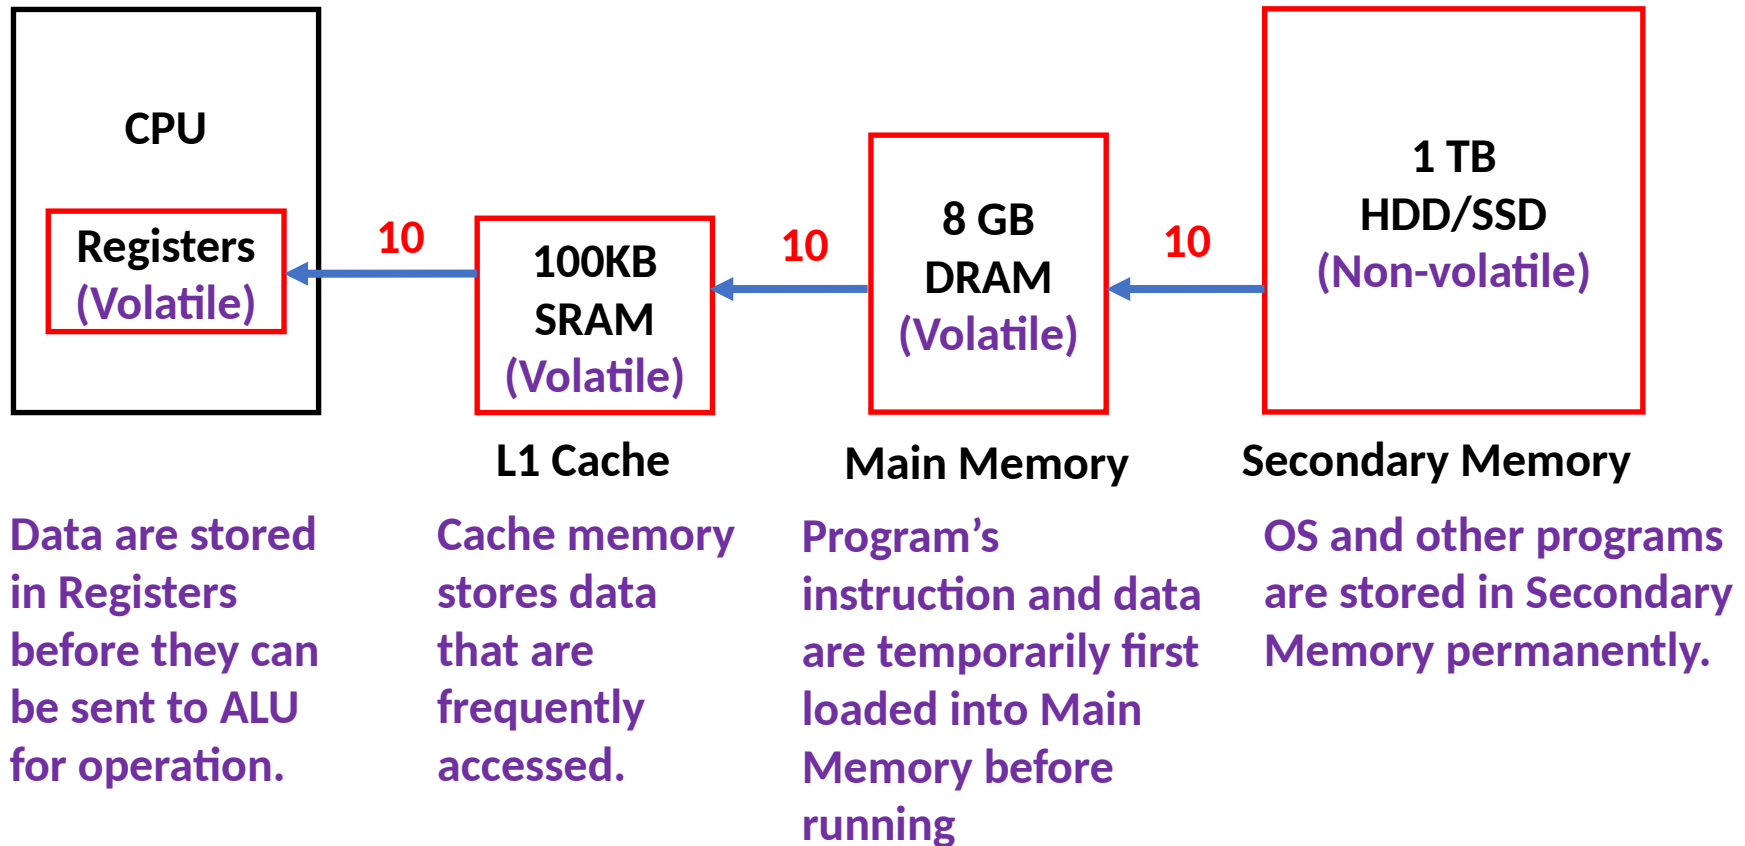 CPU
Registers
(Volatile)
10
100KB
SRAM
(Volatile)
L1 Cache
10
8 GB
DRAM
(Volatile)
Main Memory
10
1 TB
HDD/SSD
(Non-volatile)
Secondary Memory
Data are stored
in Registers
before they can
be sent to ALU
for operation.
Cache memory
stores data
that are
frequently
accessed.
Program’s
instruction and data
are temporarily first
loaded into Main
Memory before
running
OS and other programs
are stored in Secondary
Memory permanently.